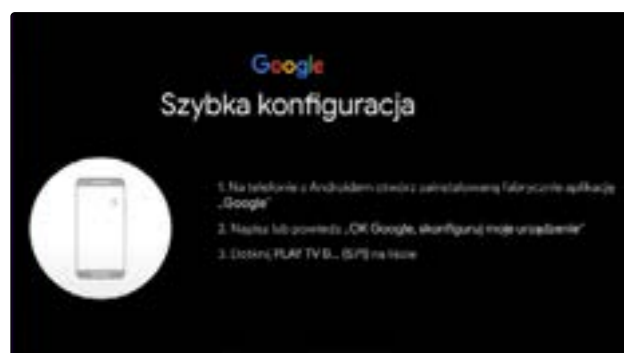 Google
Szybka konfiguracja
1. Na telefonie z Androidem otwórz zainstalowaną fabrycznie aplikację
„Google”
2. Napisz lub powiedz „OK Google, skonfiguruj moje urządzenie”
3. Dotknij PLAY TV B... na liście